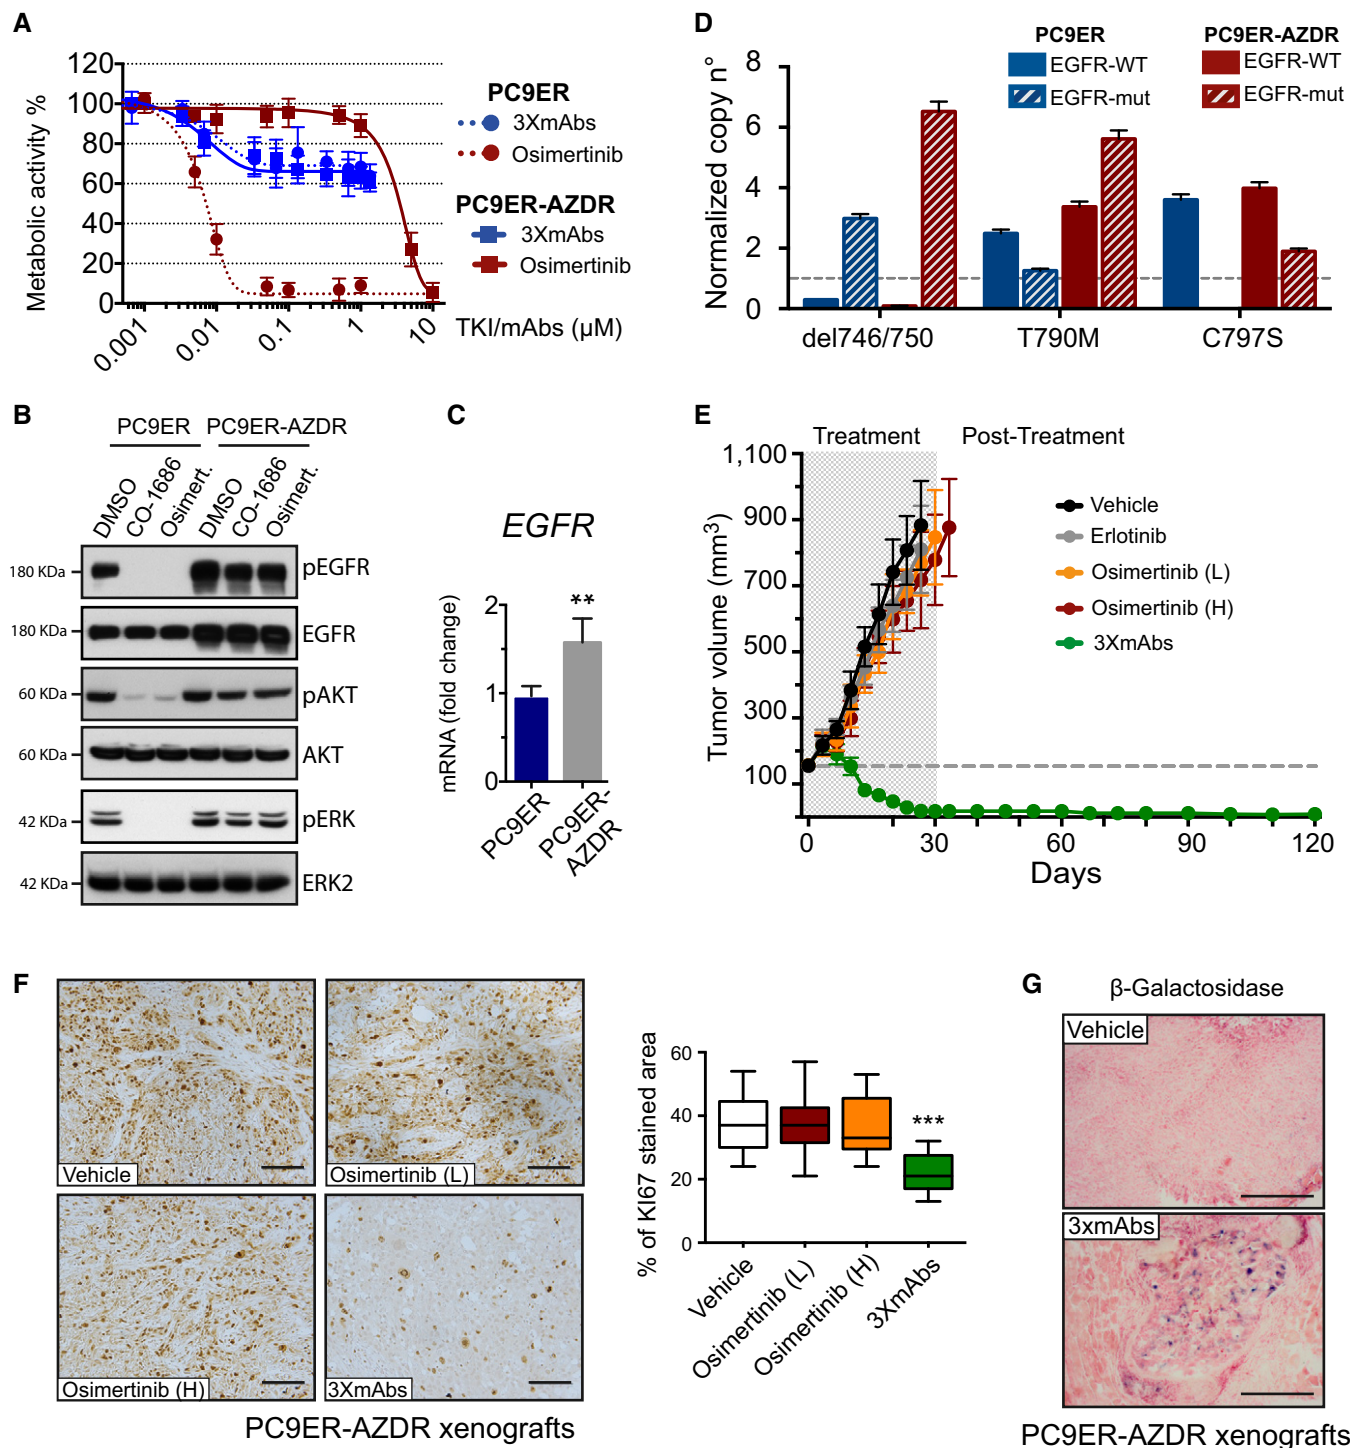 A
120
100
80
60
40
20
0
Metabolic activity %
0.001
0.01
0.1
1
10
TKI/mAbs (µM)
PC9ER
3XmAbs
Osimertinib
PC9ER-AZDR
3XmAbs
Osimertinib
D
PC9ER
EGFR-WT
EGFR-mut
PC9ER-AZDR
EGFR-WT
EGFR-mut
Normalized copy n°
8
6
4
2
0
del746/750
T790M
C797S
B
PC9ER
PC9ER-AZDR
DMSO
CO-1686
Osimert.
DMSO
CO-1686
Osimert.
180 KDa
pEGFR
180 KDa
EGFR
60 KDa
pAKT
60 KDa
AKT
42 KDa
pERK
42 KDa
ERK2
C
EGFR
mRNA (fold change)
2
1
0
**
PC9ER
PC9ER-
AZDR
E
Treatment
Post-Treatment
1,100
900
700
500
300
100
Tumor volume (mm³)
Vehicle
Erlotinib
Osimertinib (L)
Osimertinib (H)
3XmAbs
0
30
60
90
120
Days
F
Vehicle
Osimertinib (L)
Osimertinib (H)
3XmAbs
PC9ER-AZDR xenografts
% of KI67 stained area
60
40
20
0
***
Vehicle
Osimertinib (L)
Osimertinib (H)
3XmAbs
G
β-Galactosidase
Vehicle
3xmAbs
PC9ER-AZDR xenografts